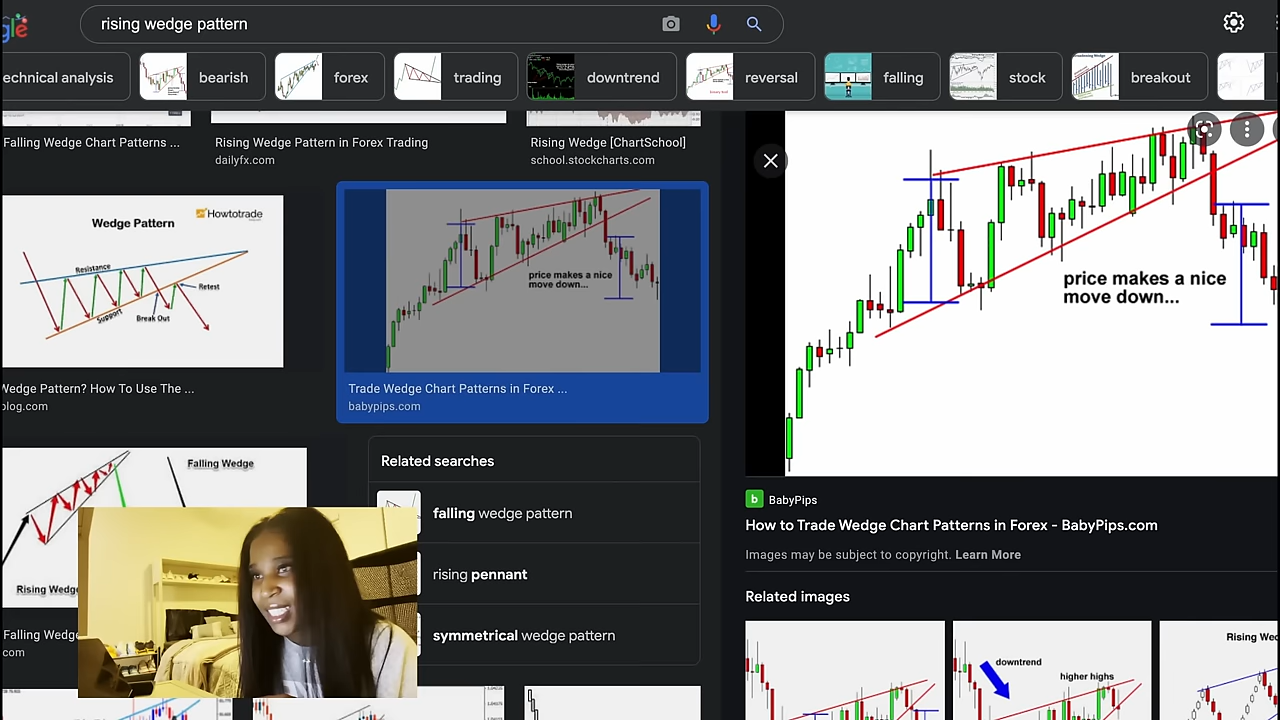 gle
rising wedge pattern
echnical analysis
bearish
forex
trading
downtrend
reversal
falling
stock
breakout
Falling Wedge Chart Patterns ...
Rising Wedge Pattern in Forex Trading
dailyfx.com
Rising Wedge [ChartSchool]
school.stockcharts.com
Wedge Pattern
Howtotrade
Resistance
Retest
Support
Break Out
Wedge Pattern? How To Use The ...
blog.com
price makes a nice
move down...
Trade Wedge Chart Patterns in Forex ...
babypips.com
Related searches
falling wedge pattern
rising pennant
symmetrical wedge pattern
Falling Wedge
Rising Wedge
Falling Wedge
com
price makes a nice
move down...
b BabyPips
How to Trade Wedge Chart Patterns in Forex - BabyPips.com
Images may be subject to copyright. Learn More
Related images
downtrend
higher highs
Rising Wed